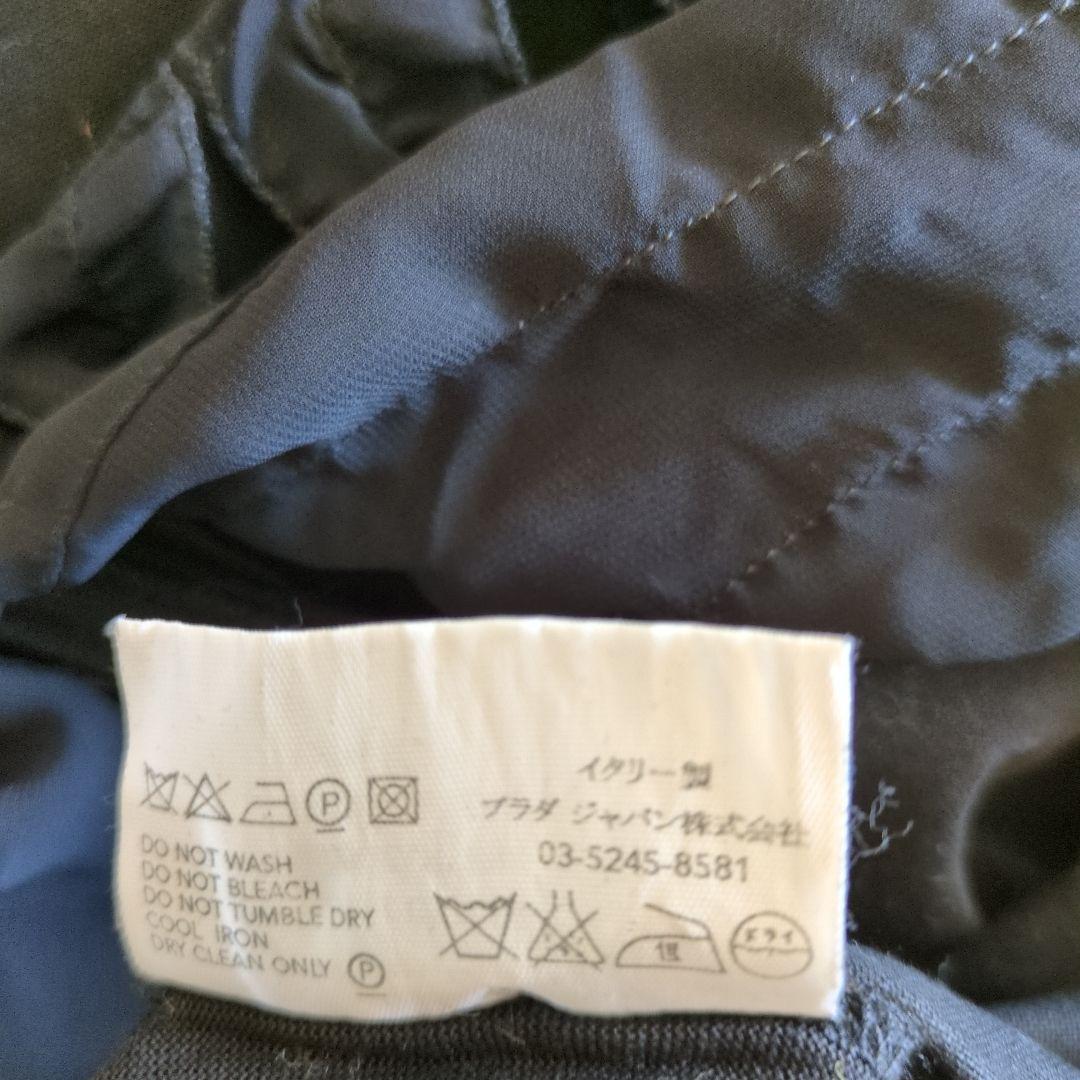 イタリー製
プラダ ジャパン株式会社
03-5245-8581
P
DO NOT WASH
DO NOT BLEACH
DO NOT TUMBLE DRY
COOL IRON
DRY CLEAN ONLY P
低
ドライ